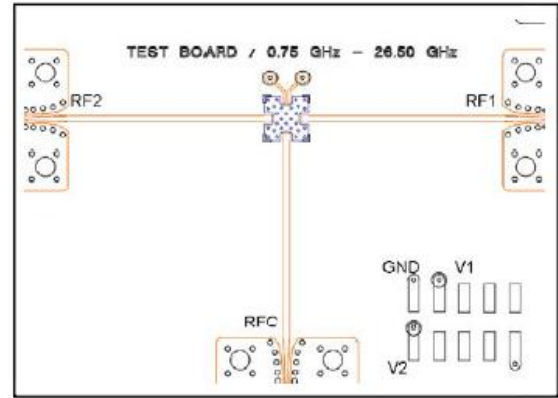 TEST BOARD / 0.75 GHz - 26.50 GHz
RF2
RF1
GND V1
RFC
V2